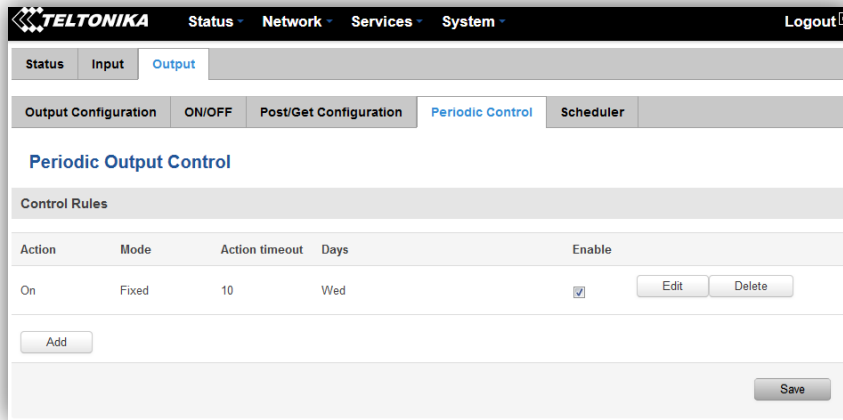 TELTONIKA Status Network Services System Logout
Status Input Output
Output Configuration ON/OFF Post/Get Configuration Periodic Control Scheduler
Periodic Output Control
Control Rules
Action Mode Action timeout Days Enable
On Fixed 10 Wed Edit Delete
Add
Save